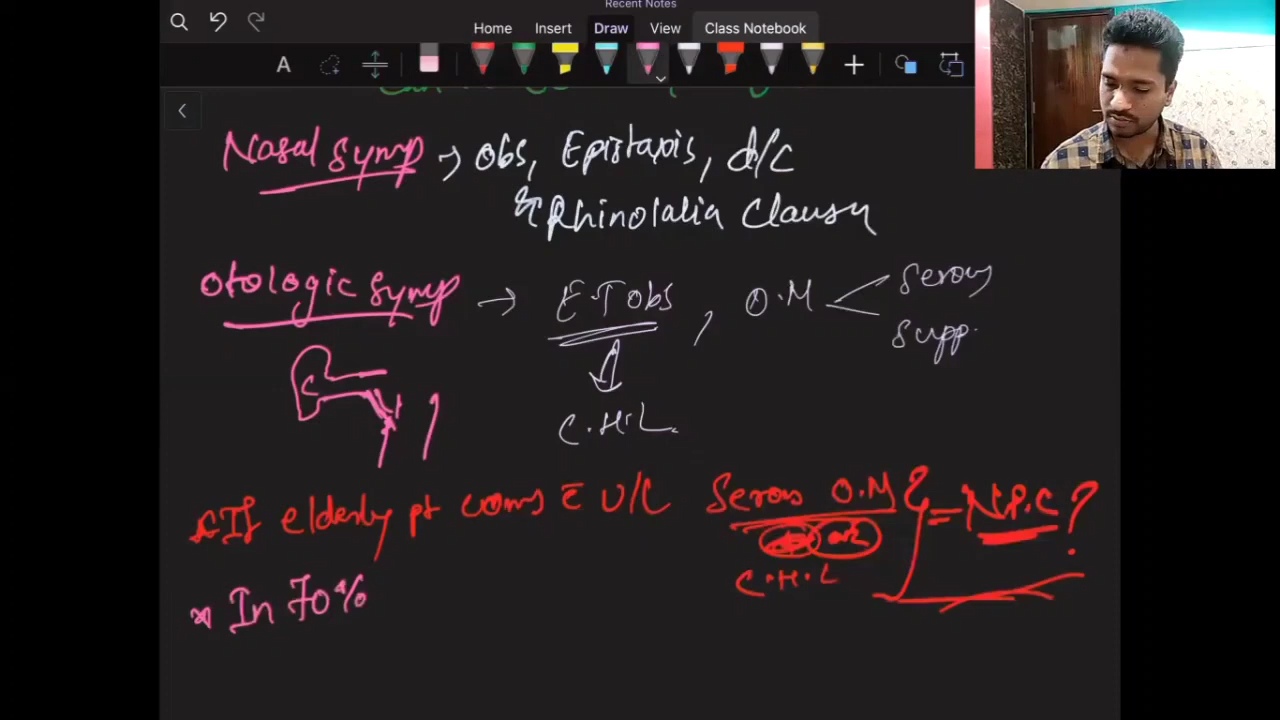 Recent Notes
Home Insert Draw View Class Notebook
A
Nasal Symp → Obs, Epistaxis, d/c
& Rhinolalia Clausa
Otologic Symp → E.T obs, O.M < Serous
Supp.
C.H.L.
* If elderly pt coms c̄ U/L Serous O.M } = N.P.C ?
or
C.H.L
* In 70%